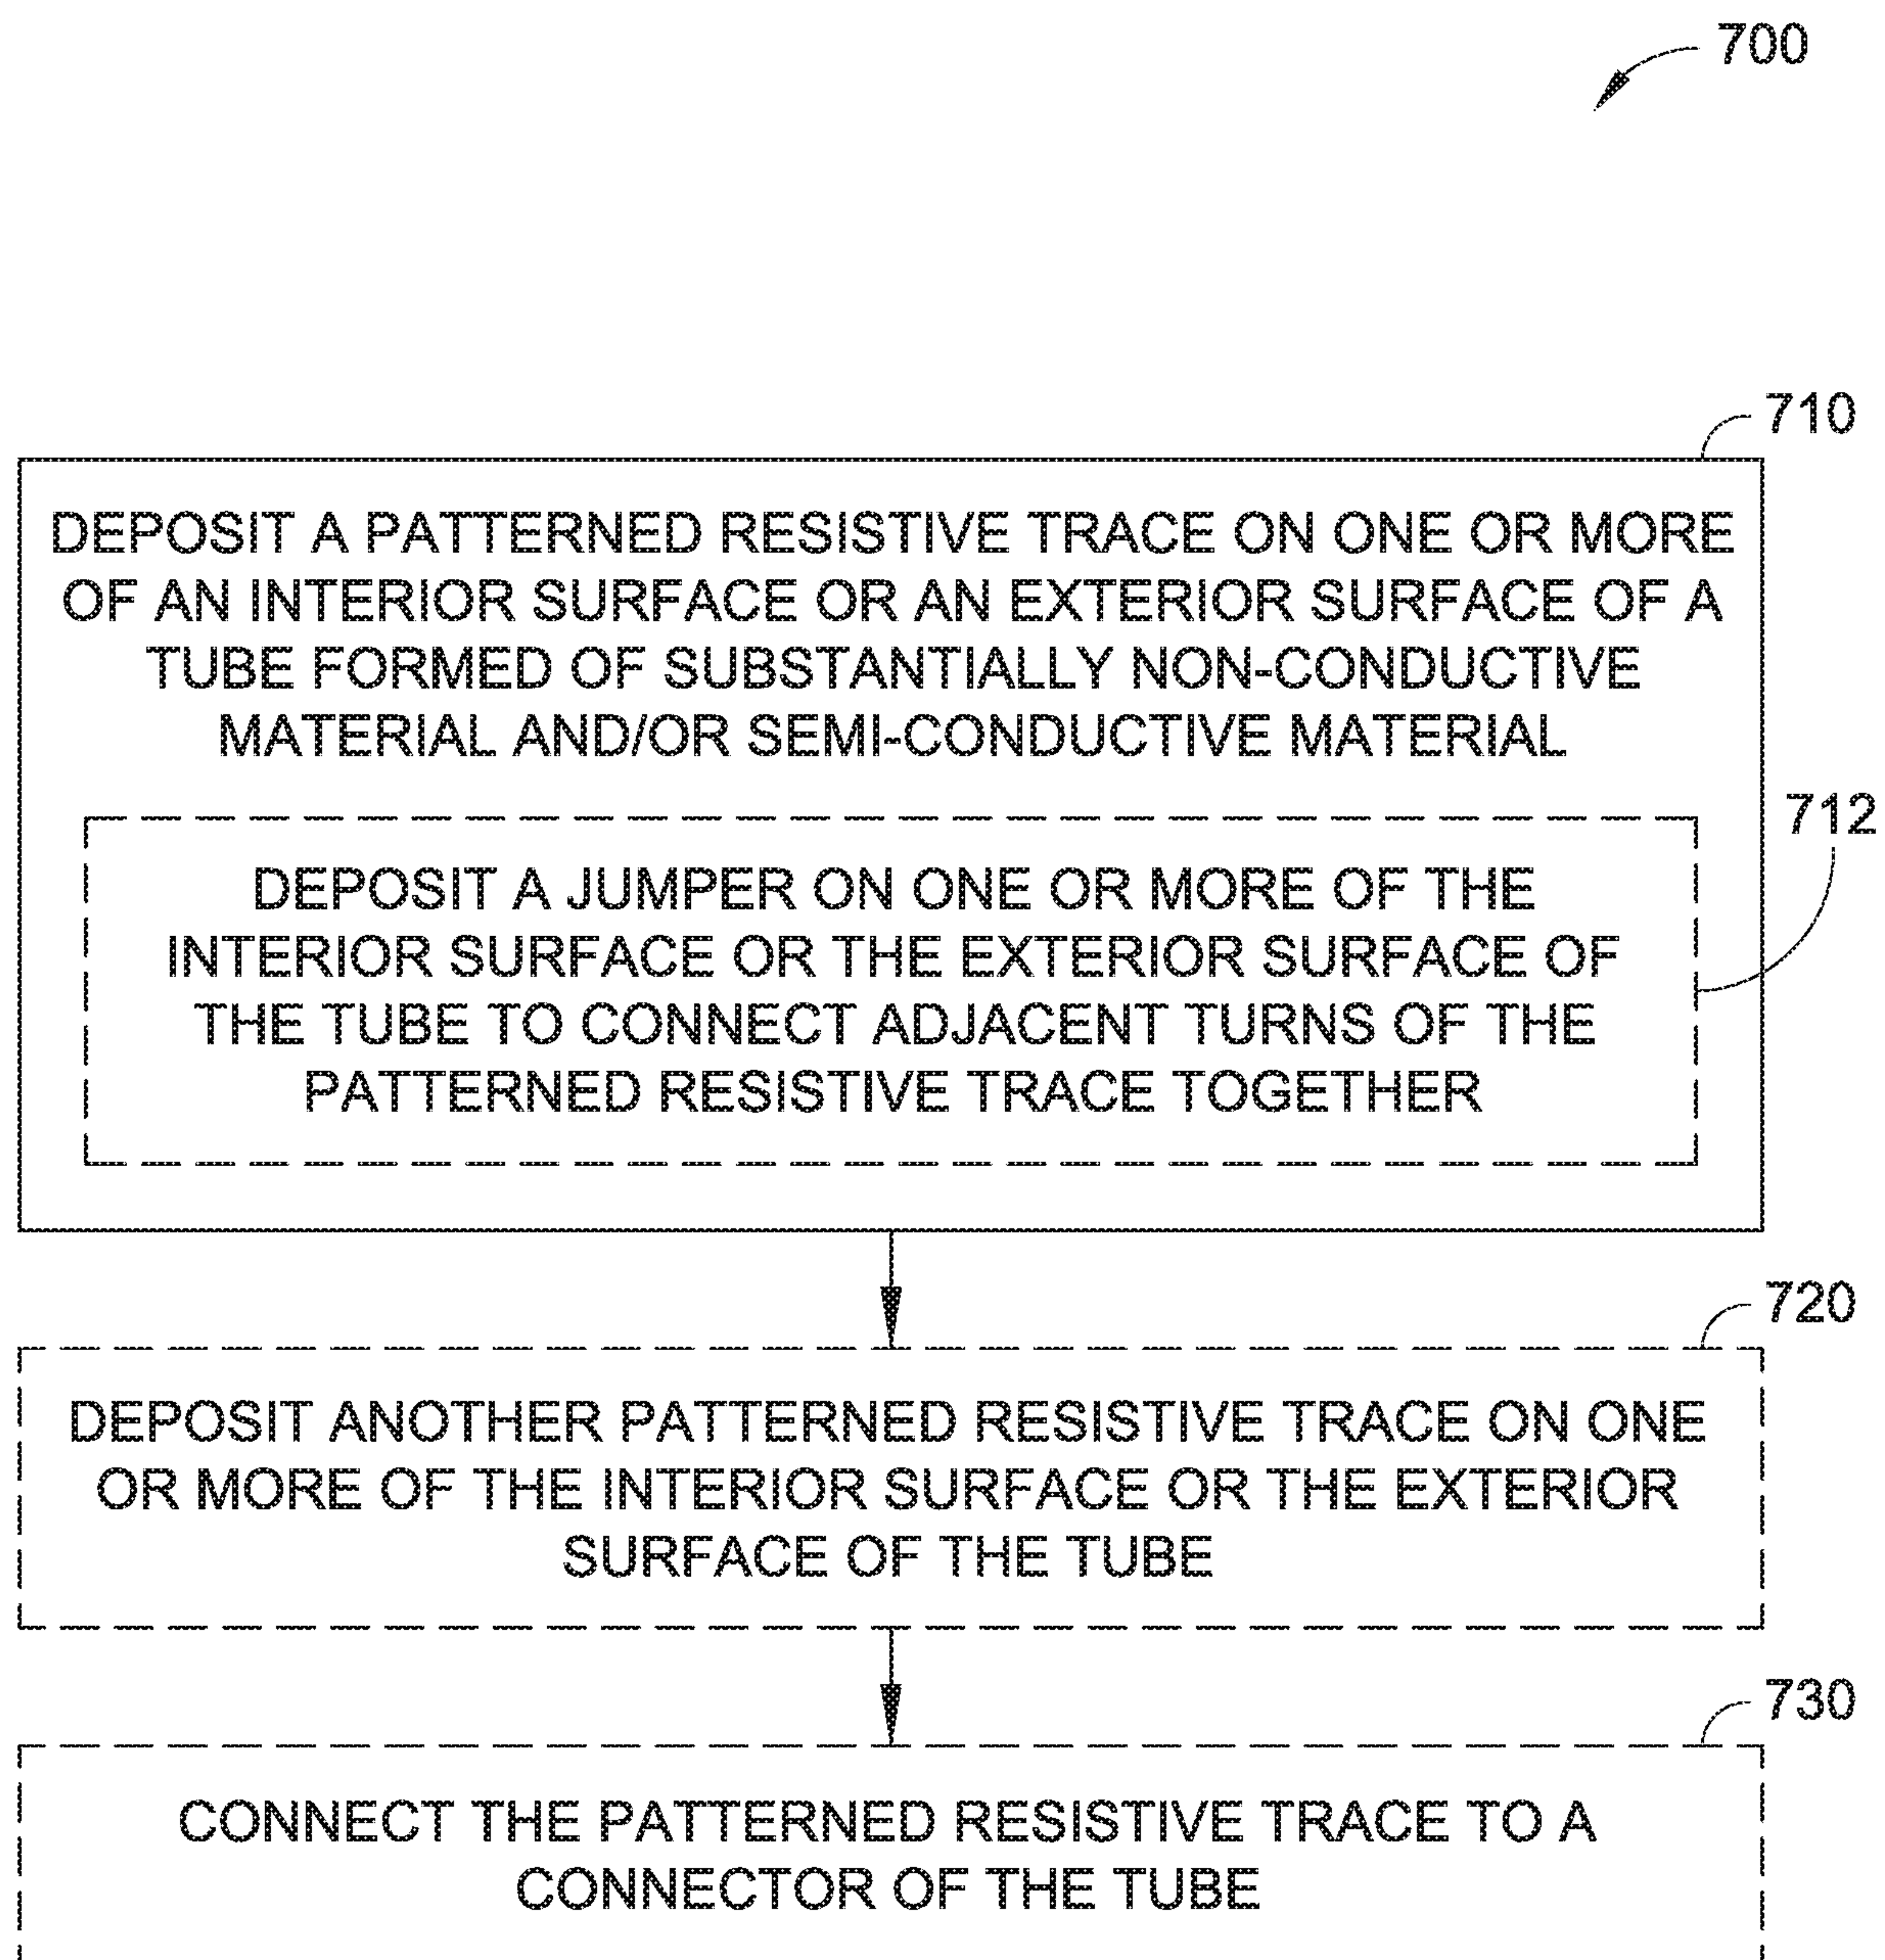 700
710
DEPOSIT A PATTERNED RESISTIVE TRACE ON ONE OR MORE
OF AN INTERIOR SURFACE OR AN EXTERIOR SURFACE OF A
TUBE FORMED OF SUBSTANTIALLY NON-CONDUCTIVE
MATERIAL AND/OR SEMI-CONDUCTIVE MATERIAL
712
DEPOSIT A JUMPER ON ONE OR MORE OF THE
INTERIOR SURFACE OR THE EXTERIOR SURFACE OF
THE TUBE TO CONNECT ADJACENT TURNS OF THE
PATTERNED RESISTIVE TRACE TOGETHER
720
DEPOSIT ANOTHER PATTERNED RESISTIVE TRACE ON ONE
OR MORE OF THE INTERIOR SURFACE OR THE EXTERIOR
SURFACE OF THE TUBE
730
CONNECT THE PATTERNED RESISTIVE TRACE TO A
CONNECTOR OF THE TUBE